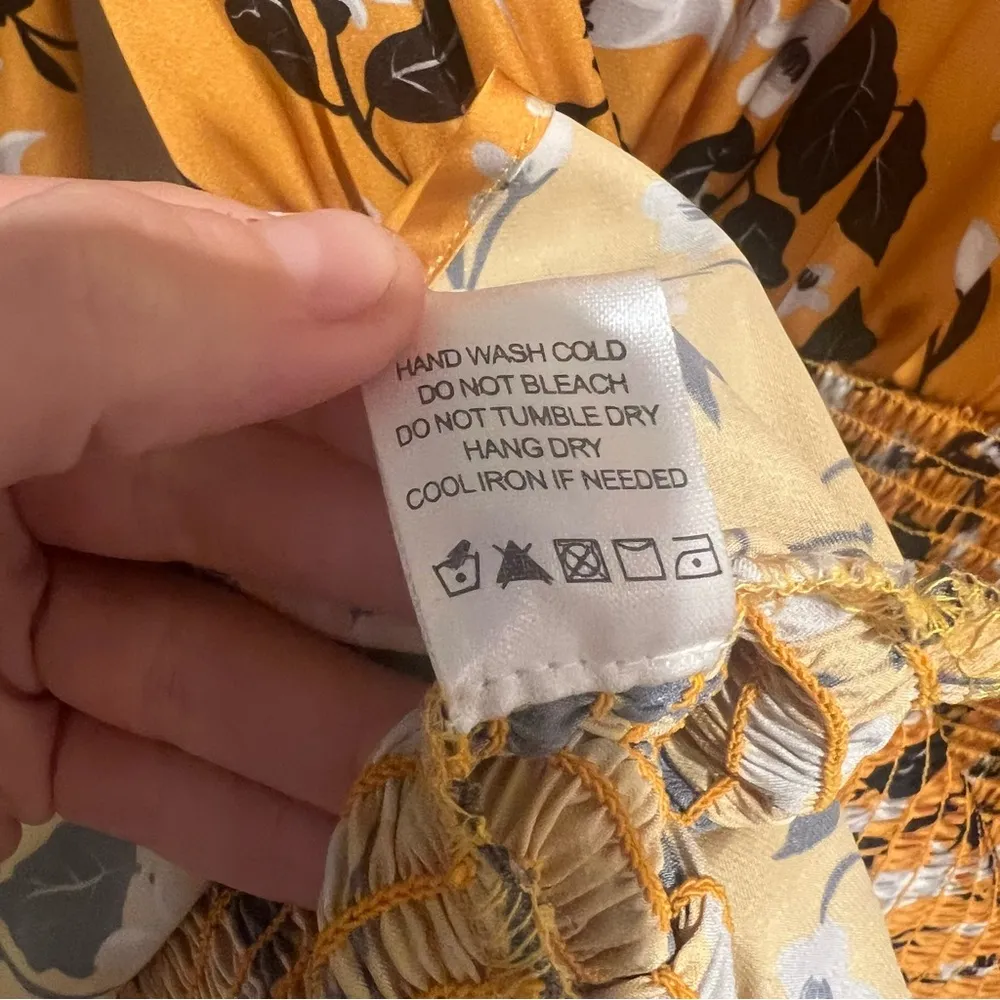 HAND WASH COLD
DO NOT BLEACH
DO NOT TUMBLE DRY
HANG DRY
COOL IRON IF NEEDED